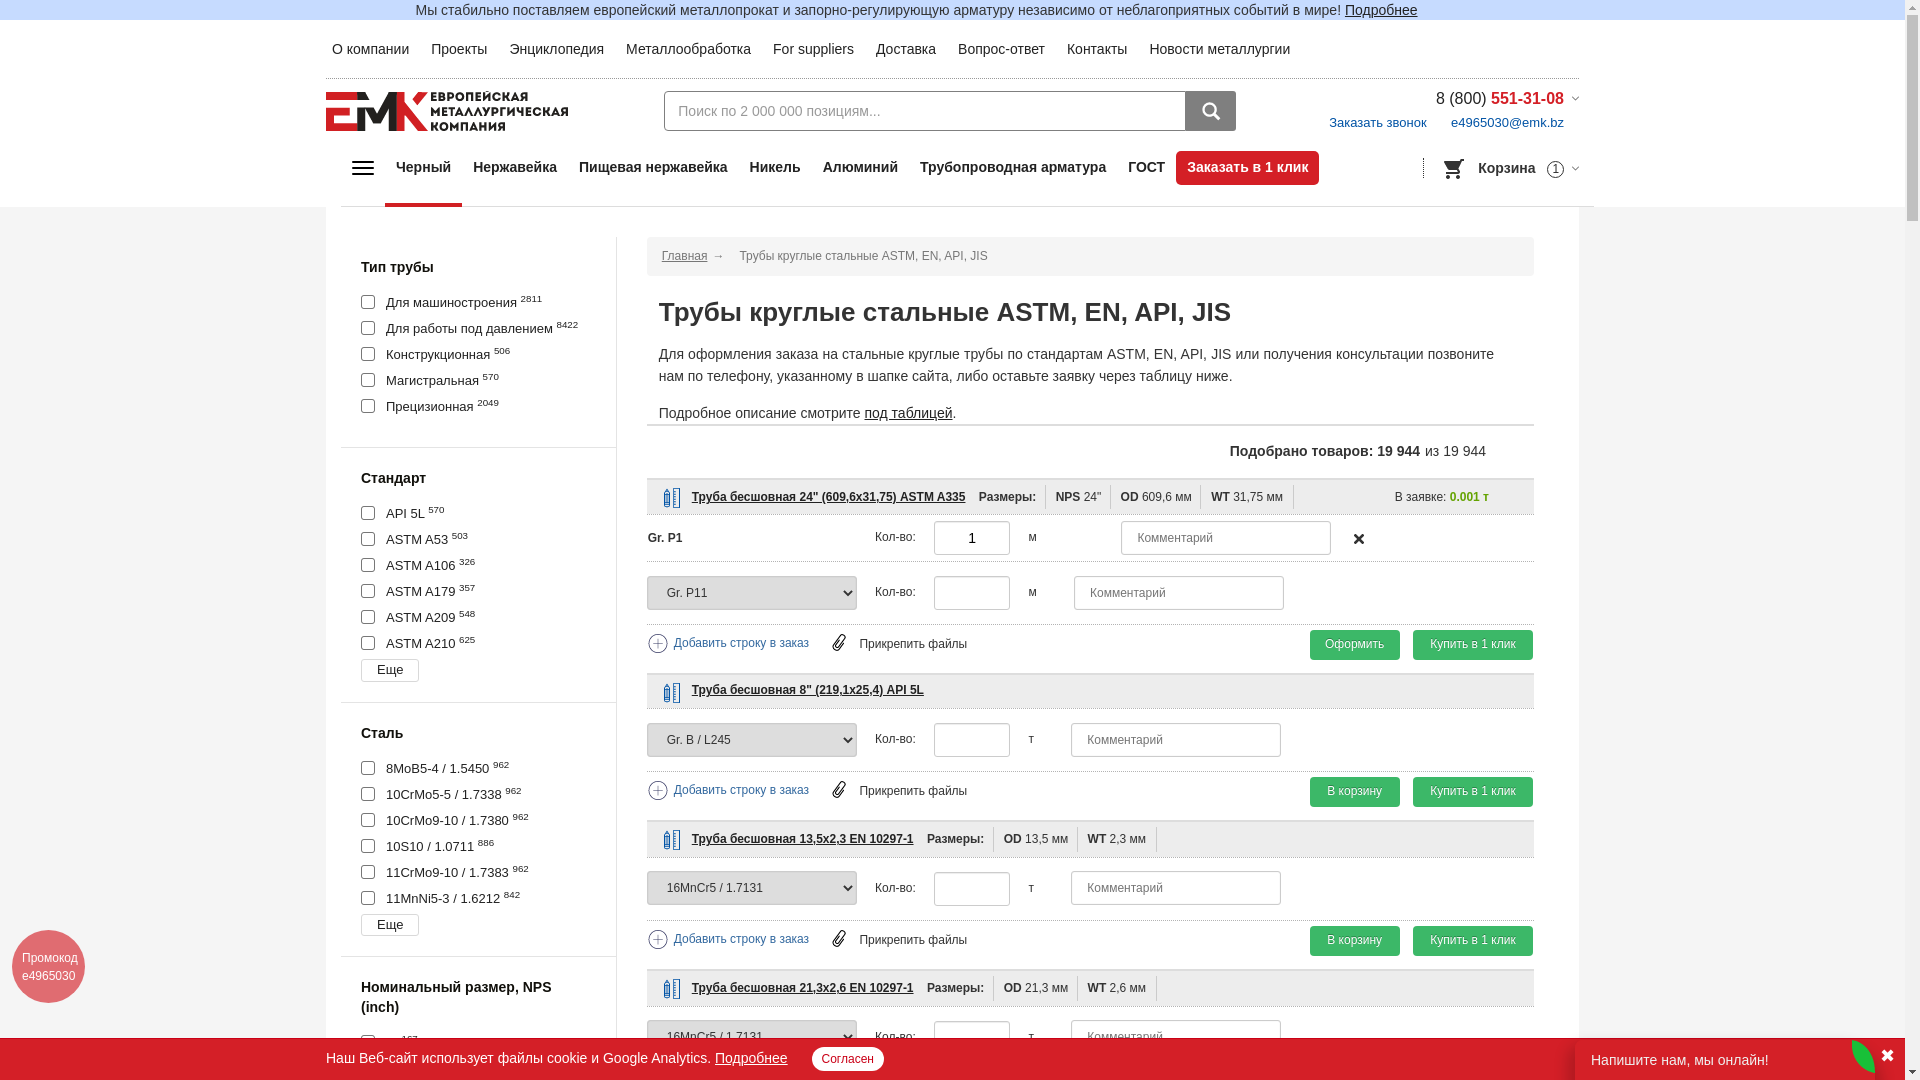 Мы стабильно поставляем европейский металлопрокат и запорно-регулирующую арматуру независимо от неблагоприятных событий в мире! Подробнее
О компании Проекты Энциклопедия Металлообработка For suppliers Доставка Вопрос-ответ Контакты Новости металлургии
EMK ЕВРОПЕЙСКАЯ
МЕТАЛЛУРГИЧЕСКАЯ
КОМПАНИЯ
Поиск по 2 000 000 позициям...
8 (800) 551-31-08
Заказать звонок e4965030@emk.bz
Черный Нержавейка Пищевая нержавейка Никель Алюминий Трубопроводная арматура ГОСТ Заказать в 1 клик Корзина 1
Тип трубы
Для машиностроения 2811
Для работы под давлением 8422
Конструкционная 506
Магистральная 570
Прецизионная 2049
Стандарт
API 5L 570
ASTM A53 503
ASTM A106 326
ASTM A179 357
ASTM A209 548
ASTM A210 625
Еще
Сталь
8MoB5-4 / 1.5450 962
10CrMo5-5 / 1.7338 962
10CrMo9-10 / 1.7380 962
10S10 / 1.0711 886
11CrMo9-10 / 1.7383 962
11MnNi5-3 / 1.6212 842
Еще
Номинальный размер, NPS
(inch)
Главная → Трубы круглые стальные ASTM, EN, API, JIS
Трубы круглые стальные ASTM, EN, API, JIS
Для оформления заказа на стальные круглые трубы по стандартам ASTM, EN, API, JIS или получения консультации позвоните
нам по телефону, указанному в шапке сайта, либо оставьте заявку через таблицу ниже.
Подробное описание смотрите под таблицей.
Подобрано товаров: 19 944 из 19 944
Труба бесшовная 24" (609,6х31,75) ASTM A335 Размеры: NPS 24" OD 609,6 мм WT 31,75 мм В заявке: 0.001 т
Gr. P1 Кол-во: 1 м Комментарий
Gr. P11 Кол-во: м Комментарий
Добавить строку в заказ Прикрепить файлы Оформить Купить в 1 клик
Труба бесшовная 8" (219,1х25,4) API 5L
Gr. B / L245 Кол-во: т Комментарий
Добавить строку в заказ Прикрепить файлы В корзину Купить в 1 клик
Труба бесшовная 13,5х2,3 EN 10297-1 Размеры: OD 13,5 мм WT 2,3 мм
16MnCr5 / 1.7131 Кол-во: т Комментарий
Добавить строку в заказ Прикрепить файлы В корзину Купить в 1 клик
Труба бесшовная 21,3х2,6 EN 10297-1 Размеры: OD 21,3 мм WT 2,6 мм
16MnCr5 / 1.7131 Кол-во: т Комментарий
Промокод
e4965030
Наш Веб-сайт использует файлы cookie и Google Analytics. Подробнее Согласен
Напишите нам, мы онлайн!